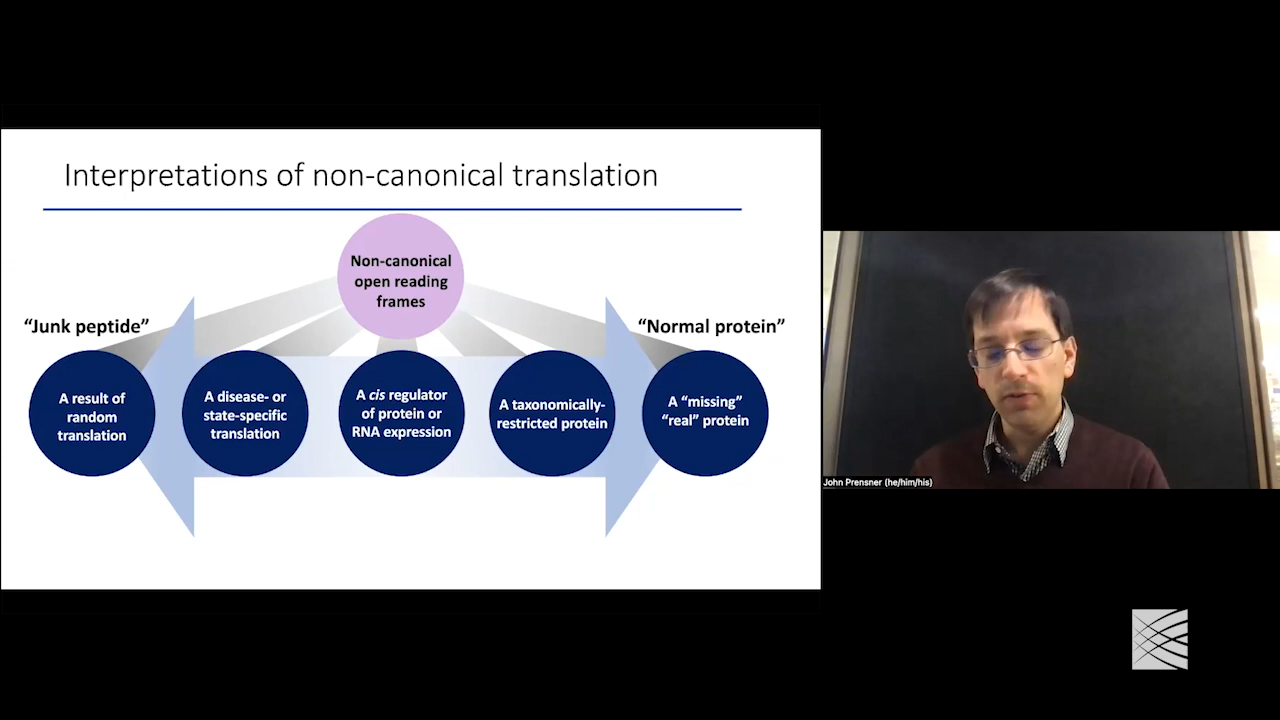 Interpretations of non-canonical translation
Non-canonical
open reading
frames
“Junk peptide”
“Normal protein”
A result of
random
translation
A disease- or
state-specific
translation
A cis regulator
of protein or
RNA expression
A taxonomically-
restricted protein
A “missing”
“real” protein
John Prensner (he/him/his)